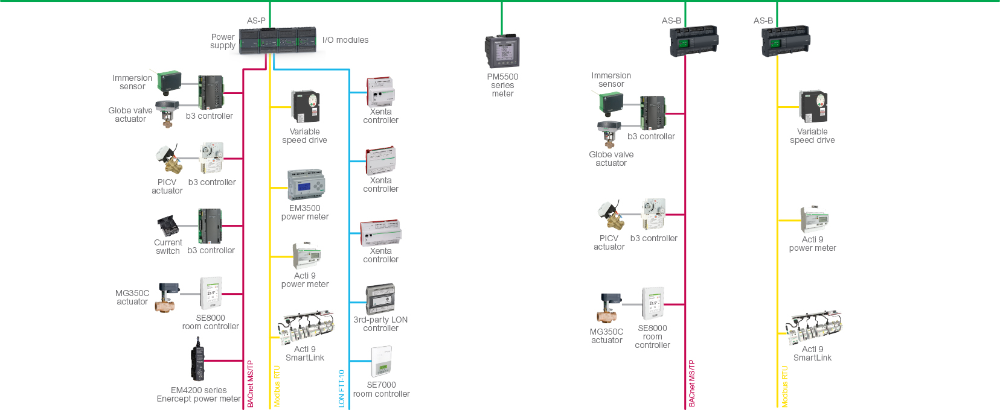 AS-P
Power
supply
I/O modules
Immersion
sensor
Globe valve
actuator
b3 controller
PICV
actuator
b3 controller
Current
switch
b3 controller
MG350C
actuator
SE8000
room controller
EM4200 series
Enercept power meter
BACnet MS/TP
Variable
speed drive
EM3500
power meter
Acti 9
power meter
Acti 9
SmartLink
Modbus RTU
Xenta
controller
Xenta
controller
Xenta
controller
3rd-party LON
controller
SE7000
room controller
LON FTT-10
PM5500
series
meter
AS-B
Immersion
sensor
Globe valve
actuator
b3 controller
PICV
actuator
b3 controller
MG350C
actuator
SE8000
room
controller
BACnet MS/TP
AS-B
Variable
speed drive
Acti 9
power meter
Acti 9
SmartLink
Modbus RTU
23.5°
23.5°